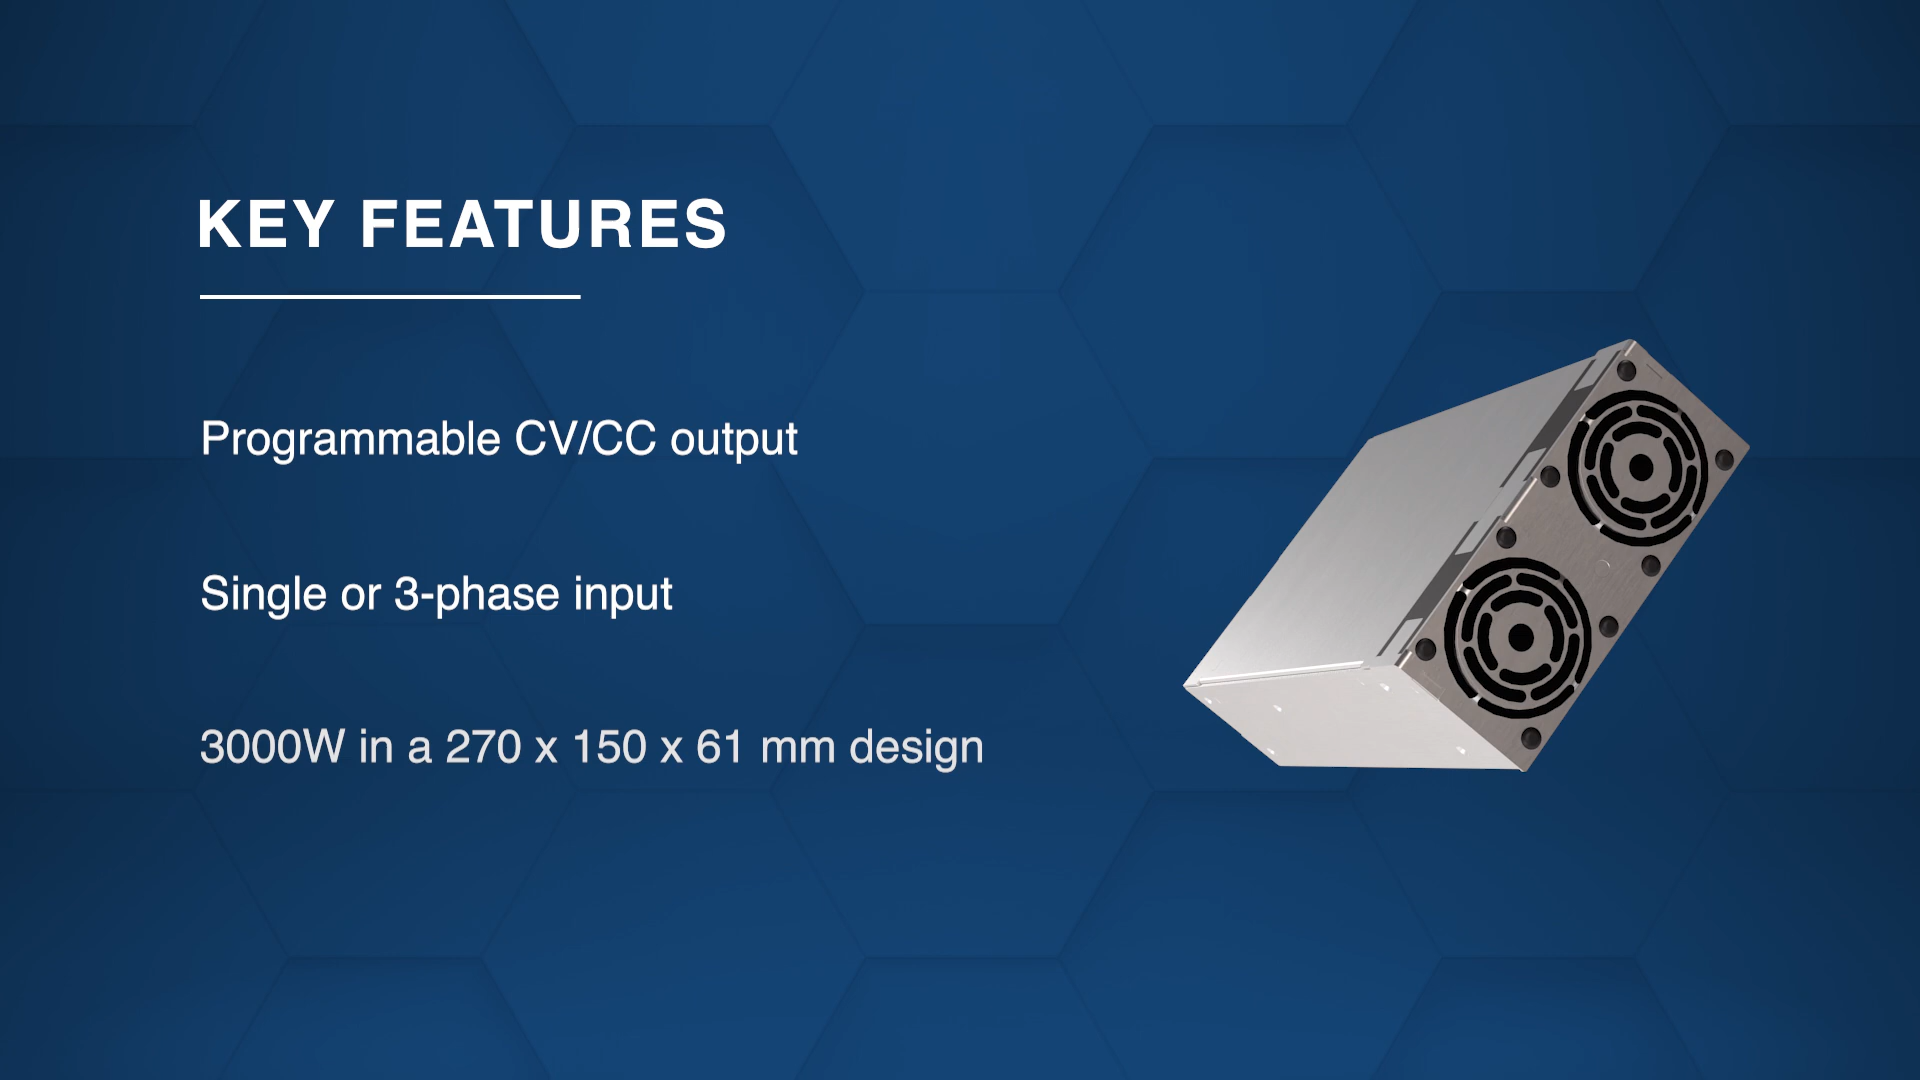 KEY FEATURES
Programmable CV/CC output
Single or 3-phase input
3000W in a 270 x 150 x 61 mm design